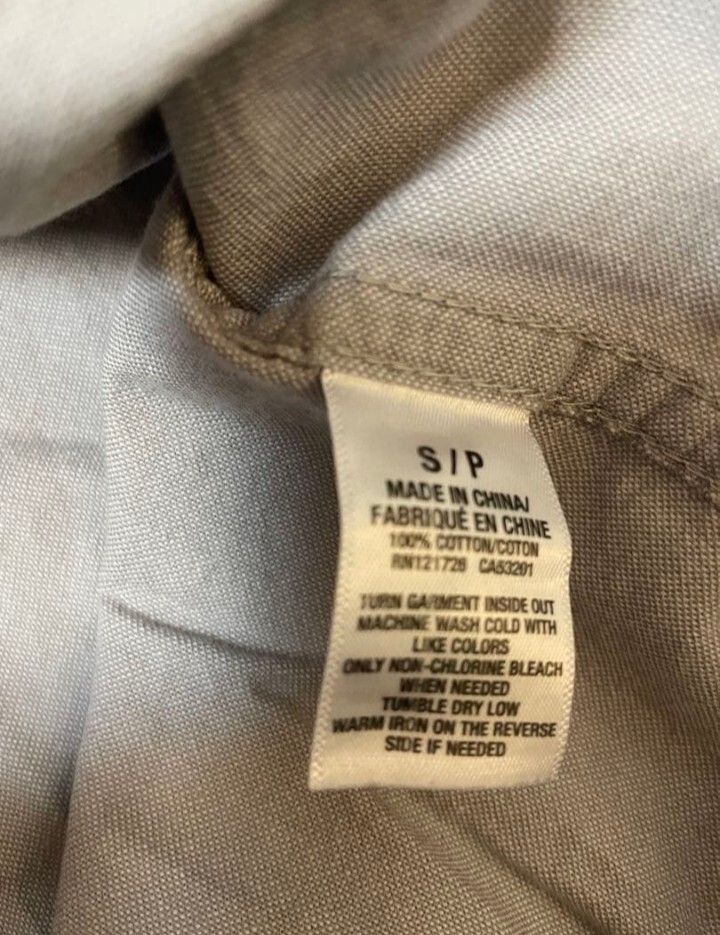 S/P
MADE IN CHINA/
FABRIQUÉ EN CHINE
100% COTTON/COTON
RN121726 CA53201
TURN GARMENT INSIDE OUT
MACHINE WASH COLD WITH
LIKE COLORS
ONLY NON-CHLORINE BLEACH
WHEN NEEDED
TUMBLE DRY LOW
WARM IRON ON THE REVERSE
SIDE IF NEEDED